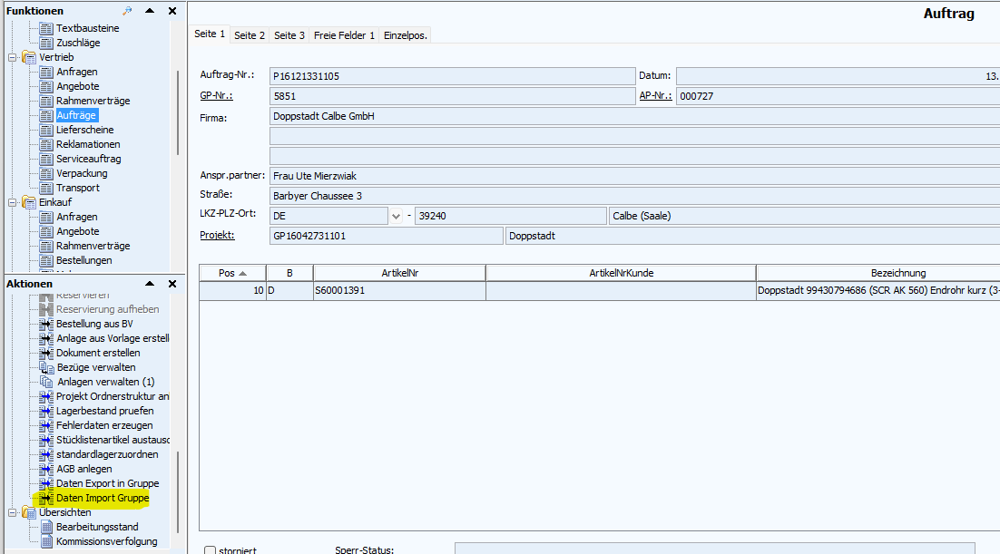 Funktionen
Textbausteine
Zuschläge
Vertrieb
Anfragen
Angebote
Rahmenverträge
Aufträge
Lieferscheine
Reklamationen
Serviceauftrag
Verpackung
Transport
Einkauf
Anfragen
Angebote
Rahmenverträge
Bestellungen
Aktionen
Reservieren
Reservierung aufheben
Bestellung aus BV
Anlage aus Vorlage erstell
Dokument erstellen
Bezüge verwalten
Anlagen verwalten (1)
Projekt Ordnerstruktur anl
Lagerbestand pruefen
Fehlerdaten erzeugen
Stücklistenartikel austausc
standardlagerzuordnen
AGB anlegen
Daten Export in Gruppe
Daten Import Gruppe
Übersichten
Bearbeitungsstand
Kommissionsverfolgung
Auftrag
Seite 1 Seite 2 Seite 3 Freie Felder 1 Einzelpos.
Auftrag-Nr.: P16121331105 Datum: 13.
GP-Nr.: 5851 AP-Nr.: 000727
Firma: Doppstadt Calbe GmbH
Anspr.partner: Frau Ute Mierzwiak
Straße: Barbyer Chaussee 3
LKZ-PLZ-Ort: DE - 39240 Calbe (Saale)
Projekt: GP16042731101 Doppstadt
Pos B ArtikelNr ArtikelNrKunde Bezeichnung
10 D S60001391 Doppstadt 99430794686 (SCR AK 560) Endrohr kurz (3-
storniert Sperr-Status: